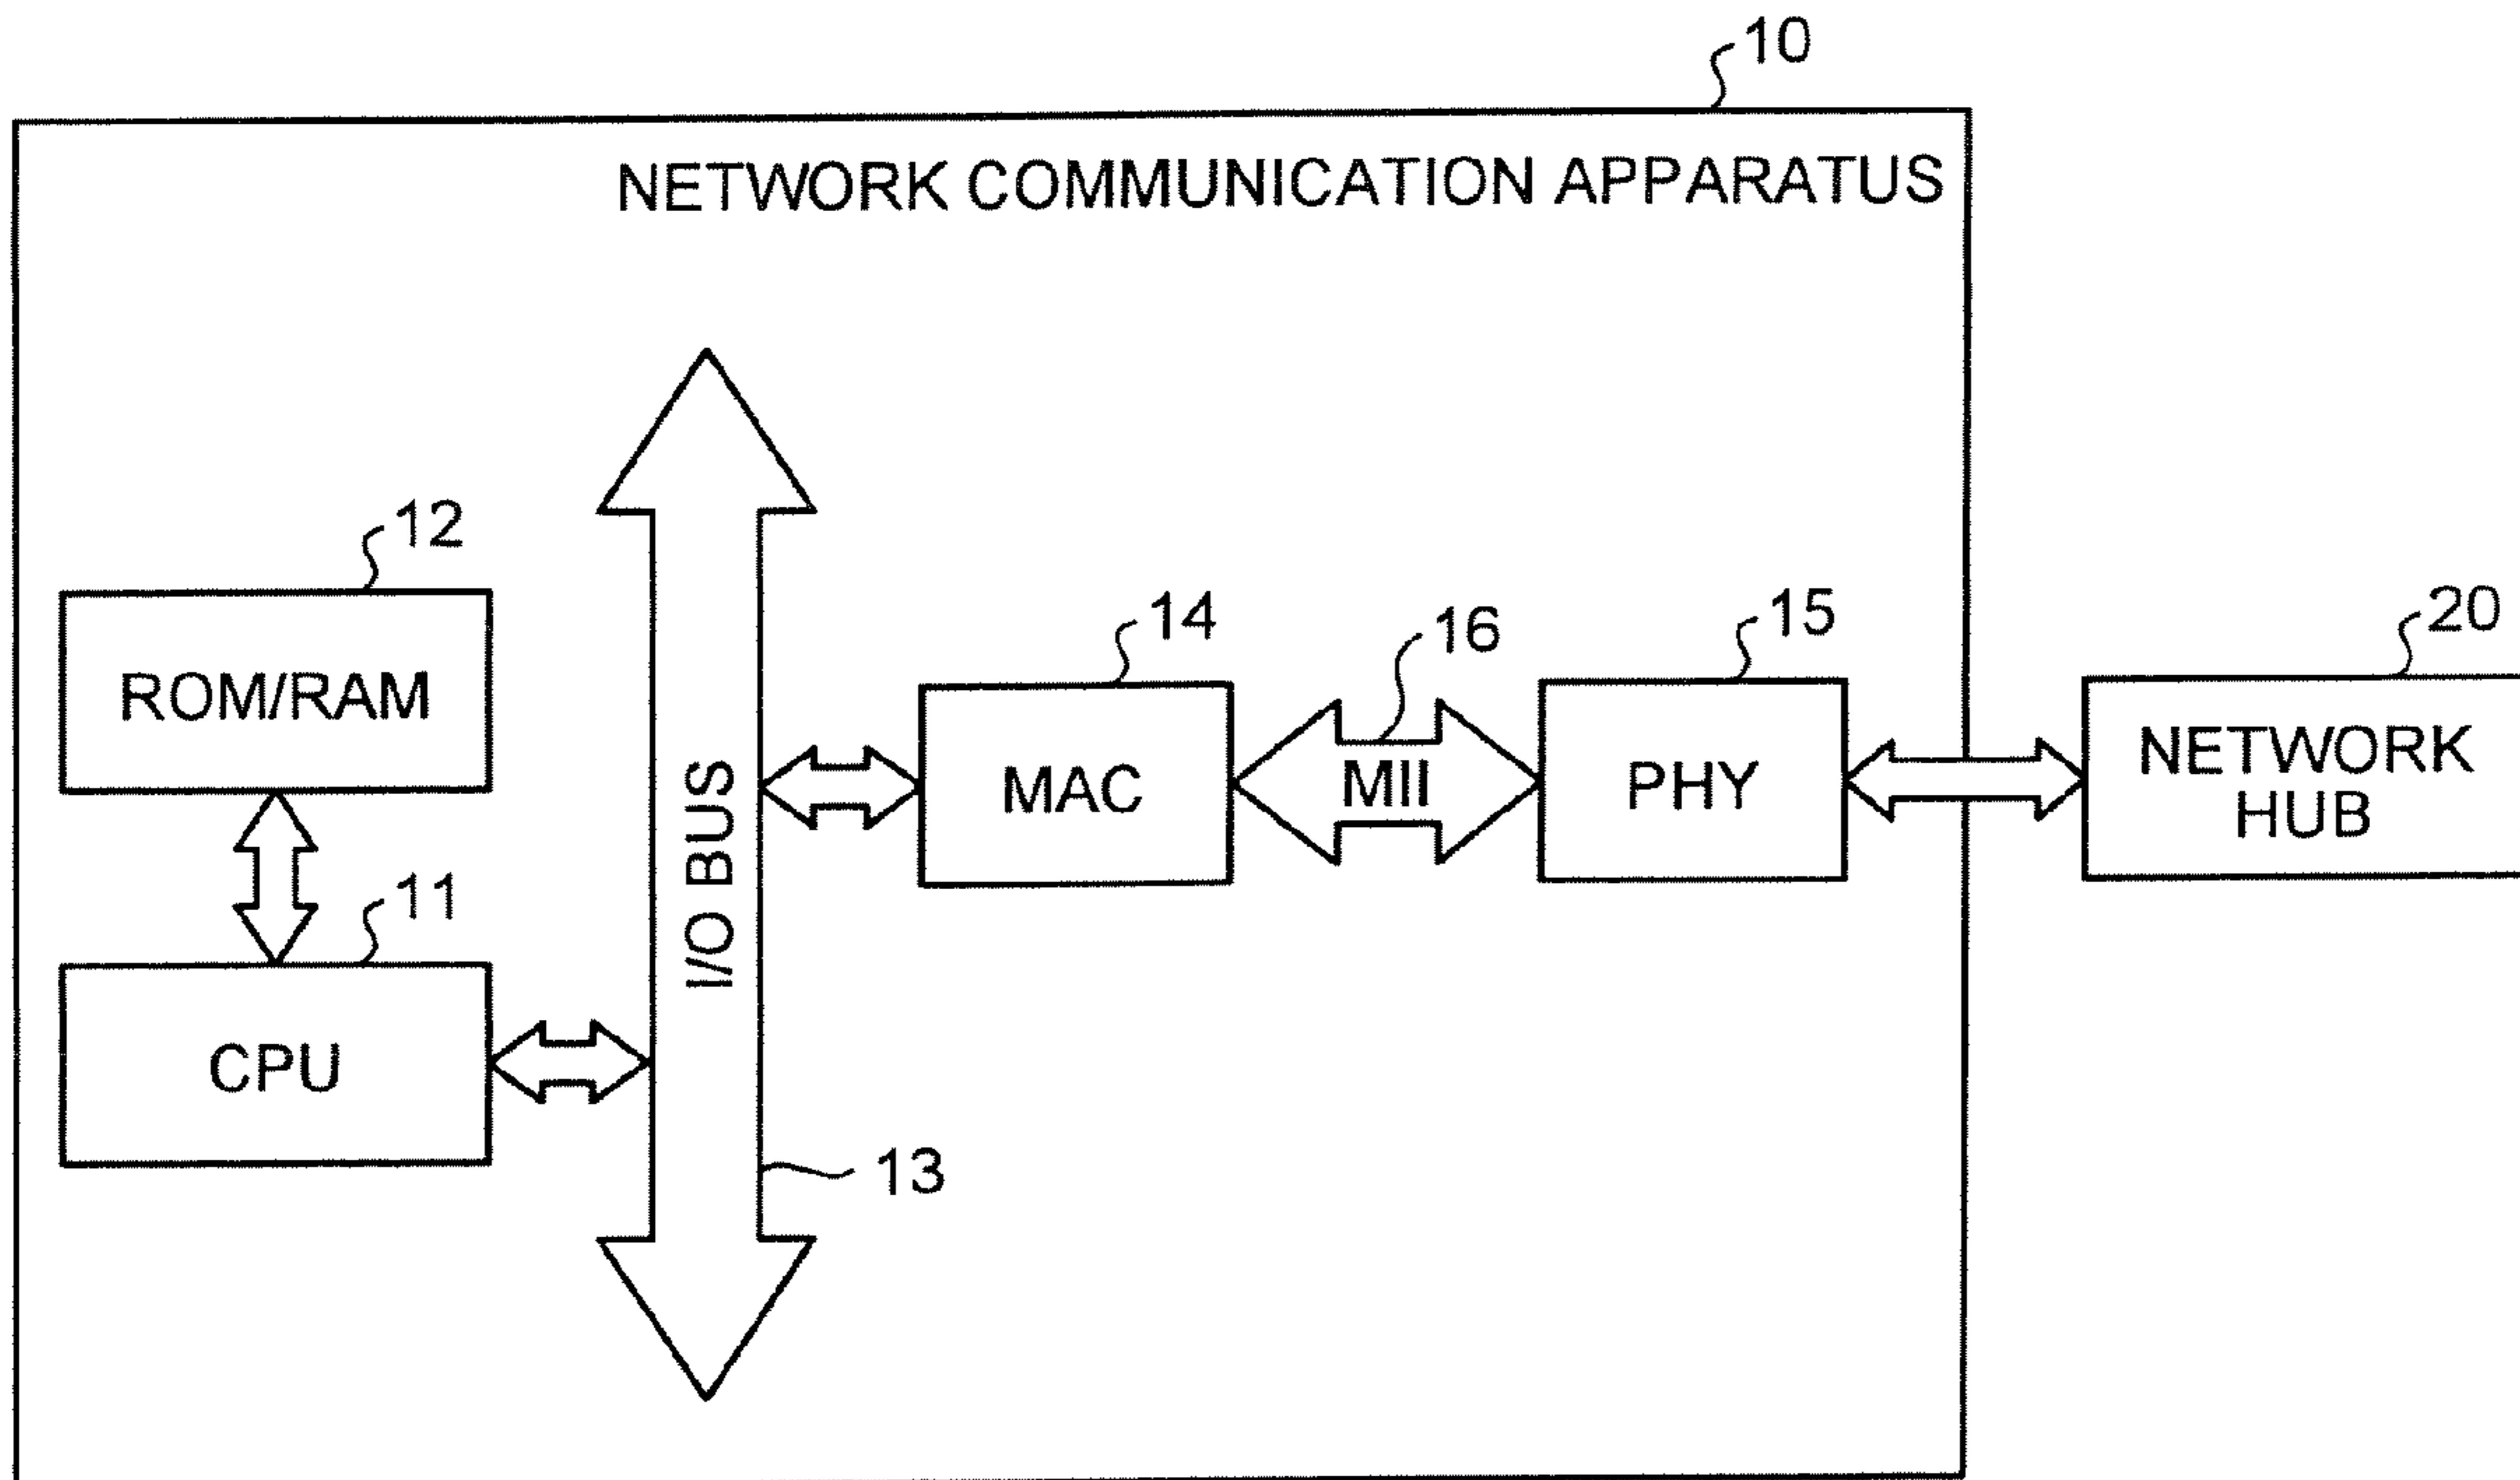 10
NETWORK COMMUNICATION APPARATUS
12
ROM/RAM
11
CPU
I/O BUS
13
14
MAC
16
MII
15
PHY
20
NETWORK
HUB